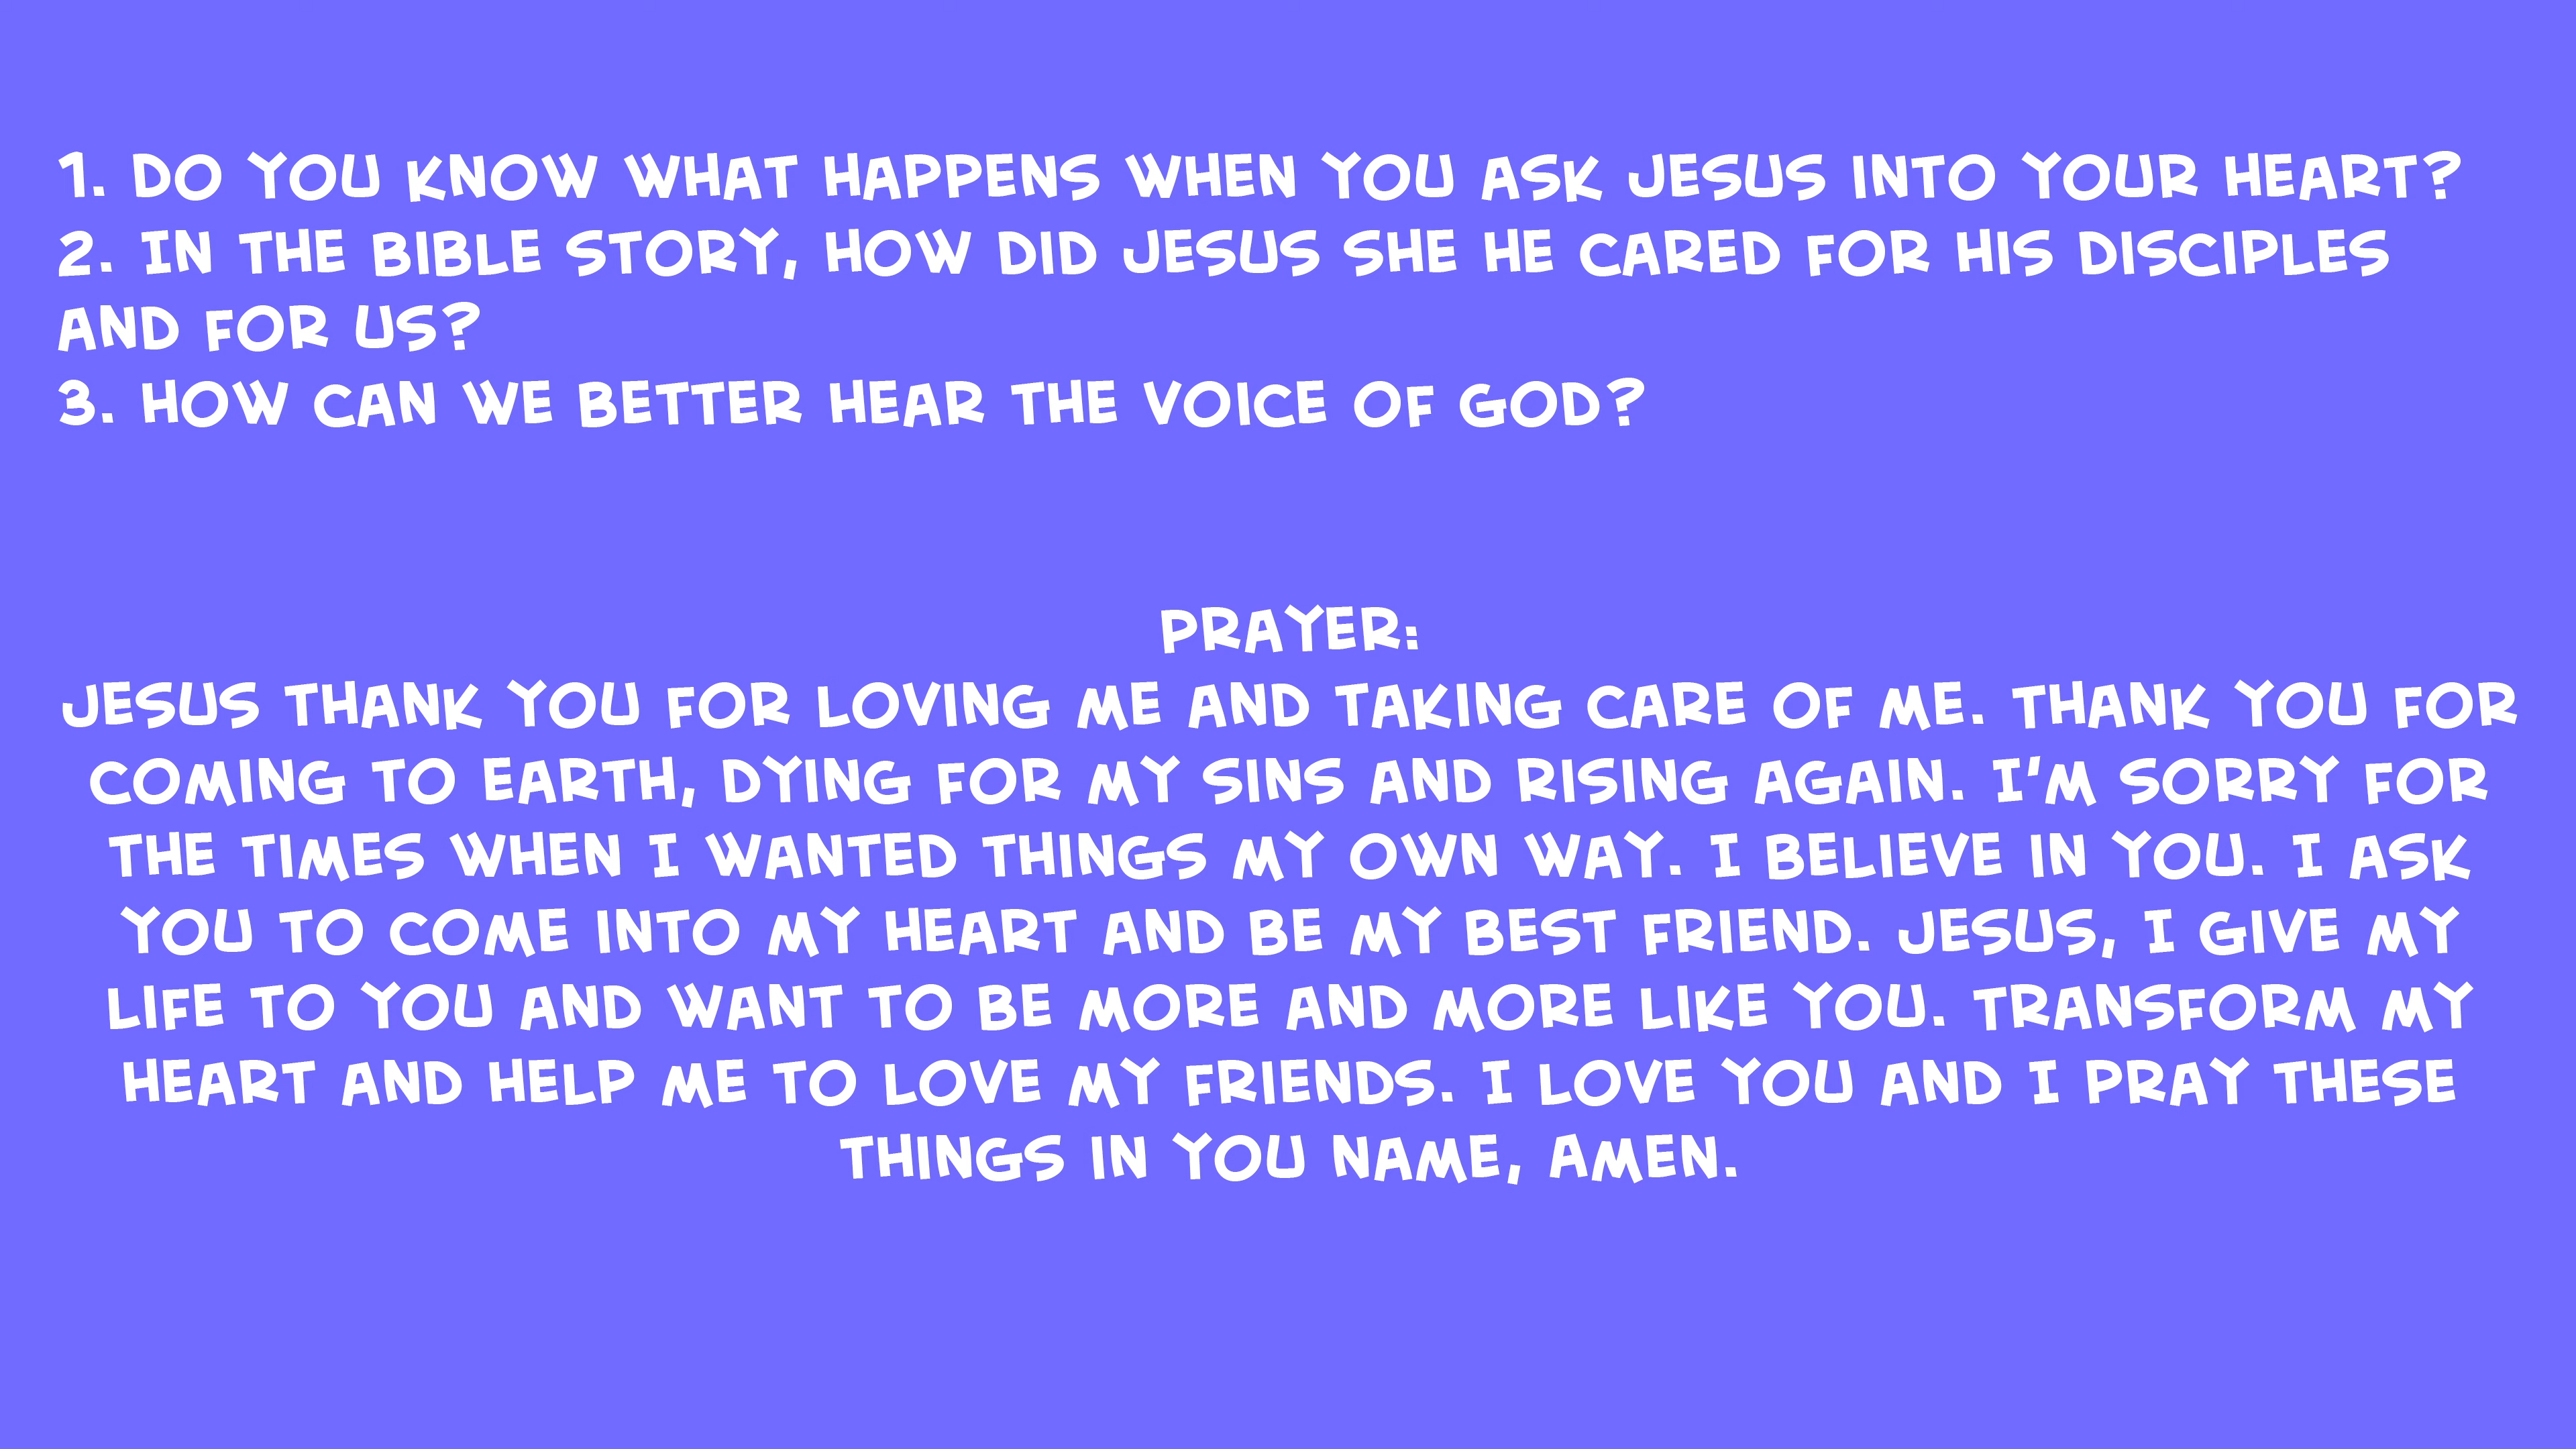 1. DO YOU KNOW WHAT HAPPENS WHEN YOU ASK JESUS INTO YOUR HEART?
2. IN THE BIBLE STORY, HOW DID JESUS SHE HE CARED FOR HIS DISCIPLES
AND FOR US?
3. HOW CAN WE BETTER HEAR THE VOICE OF GOD?
PRAYER:
JESUS THANK YOU FOR LOVING ME AND TAKING CARE OF ME. THANK YOU FOR
COMING TO EARTH, DYING FOR MY SINS AND RISING AGAIN. I'M SORRY FOR
THE TIMES WHEN I WANTED THINGS MY OWN WAY. I BELIEVE IN YOU. I ASK
YOU TO COME INTO MY HEART AND BE MY BEST FRIEND. JESUS, I GIVE MY
LIFE TO YOU AND WANT TO BE MORE AND MORE LIKE YOU. TRANSFORM MY
HEART AND HELP ME TO LOVE MY FRIENDS. I LOVE YOU AND I PRAY THESE
THINGS IN YOU NAME, AMEN.